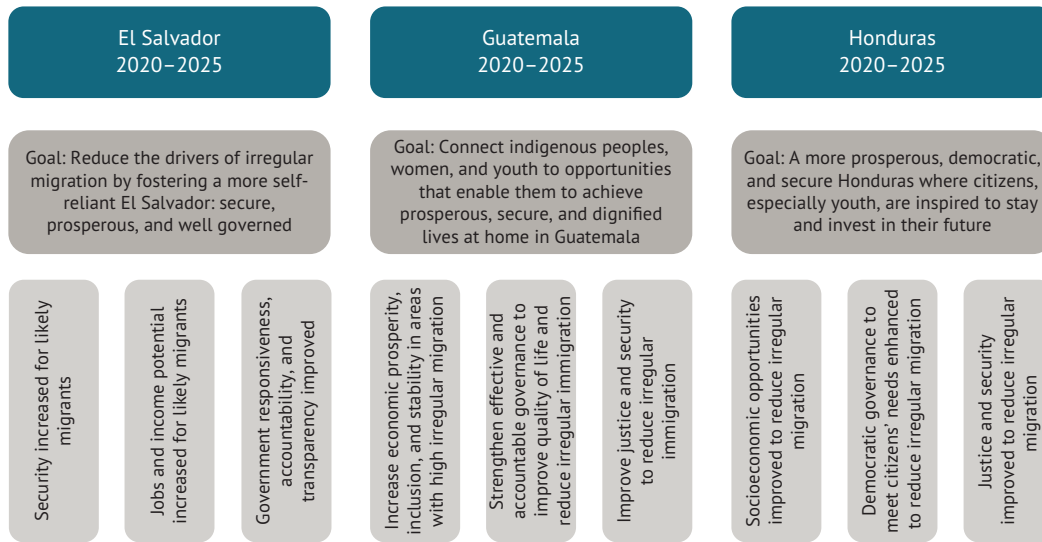 El Salvador
2020–2025
Guatemala
2020–2025
Honduras
2020–2025
Goal: Reduce the drivers of irregular
migration by fostering a more self-
reliant El Salvador: secure,
prosperous, and well governed
Goal: Connect indigenous peoples,
women, and youth to opportunities
that enable them to achieve
prosperous, secure, and dignified
lives at home in Guatemala
Goal: A more prosperous, democratic,
and secure Honduras where citizens,
especially youth, are inspired to stay
and invest in their future
Security increased for likely
migrants
Jobs and income potential
increased for likely migrants
Government responsiveness,
accountability, and
transparency improved
Increase economic prosperity,
inclusion, and stability in areas
with high irregular migration
Strengthen effective and
accountable governance to
improve quality of life and
reduce irregular immigration
Improve justice and security
to reduce irregular
immigration
Socioeconomic opportunities
improved to reduce irregular
migration
Democratic governance to
meet citizens’ needs enhanced
to reduce irregular migration
Justice and security
improved to reduce irregular
migration